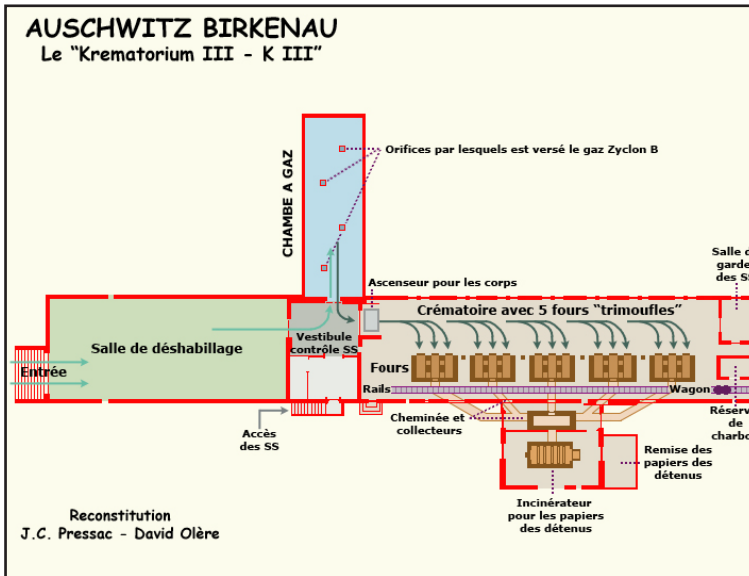 AUSCHWITZ BIRKENAU
Le "Krematorium III - K III"
CHAMBE A GAZ
Orifices par lesquels est versé le gaz Zyclon B
Salle d
garde
des SS
Ascenseur pour les corps
Crématoire avec 5 fours "trimoufles"
Vestibule
contrôle SS
Salle de déshabillage
Entrée
Fours
Rails
Wagon
Accès
des SS
Cheminée et
collecteurs
Réserv
de
charbo
Remise des
papiers des
détenus
Incinérateur
pour les papiers
des détenus
Reconstitution
J.C. Pressac - David Olère